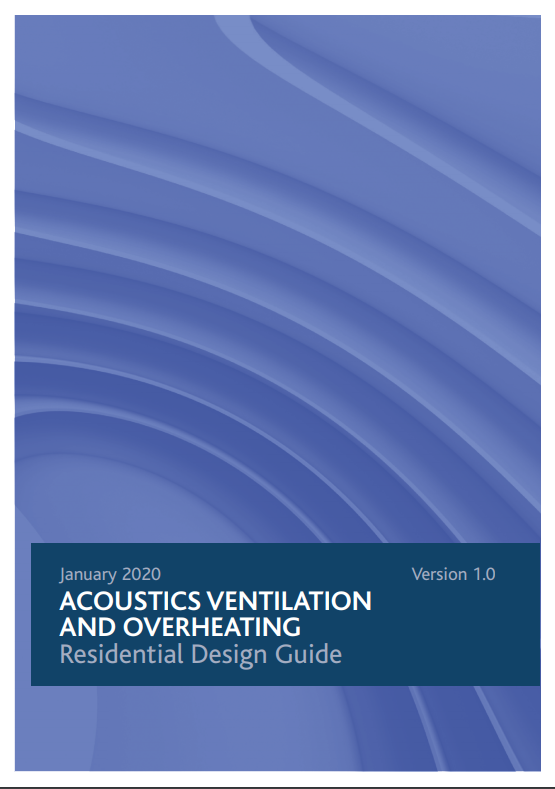 January 2020 Version 1.0
ACOUSTICS VENTILATION
AND OVERHEATING
Residential Design Guide